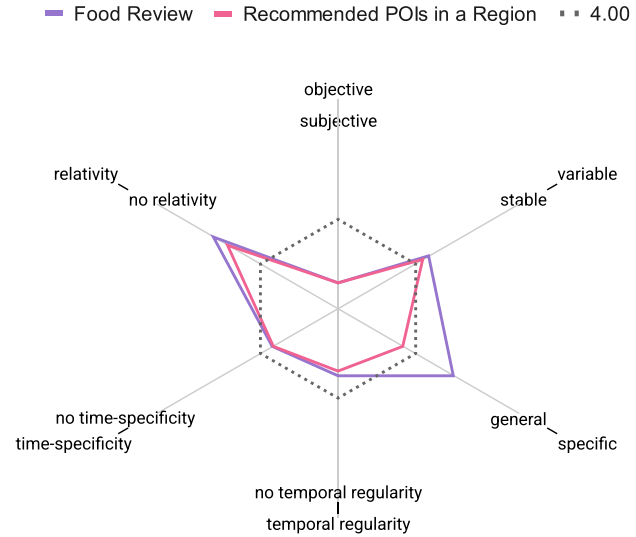 Food Review
Recommended POIs in a Region
4.00
objective
subjective
relativity
no relativity
variable
stable
no time-specificity
time-specificity
general
specific
no temporal regularity
temporal regularity